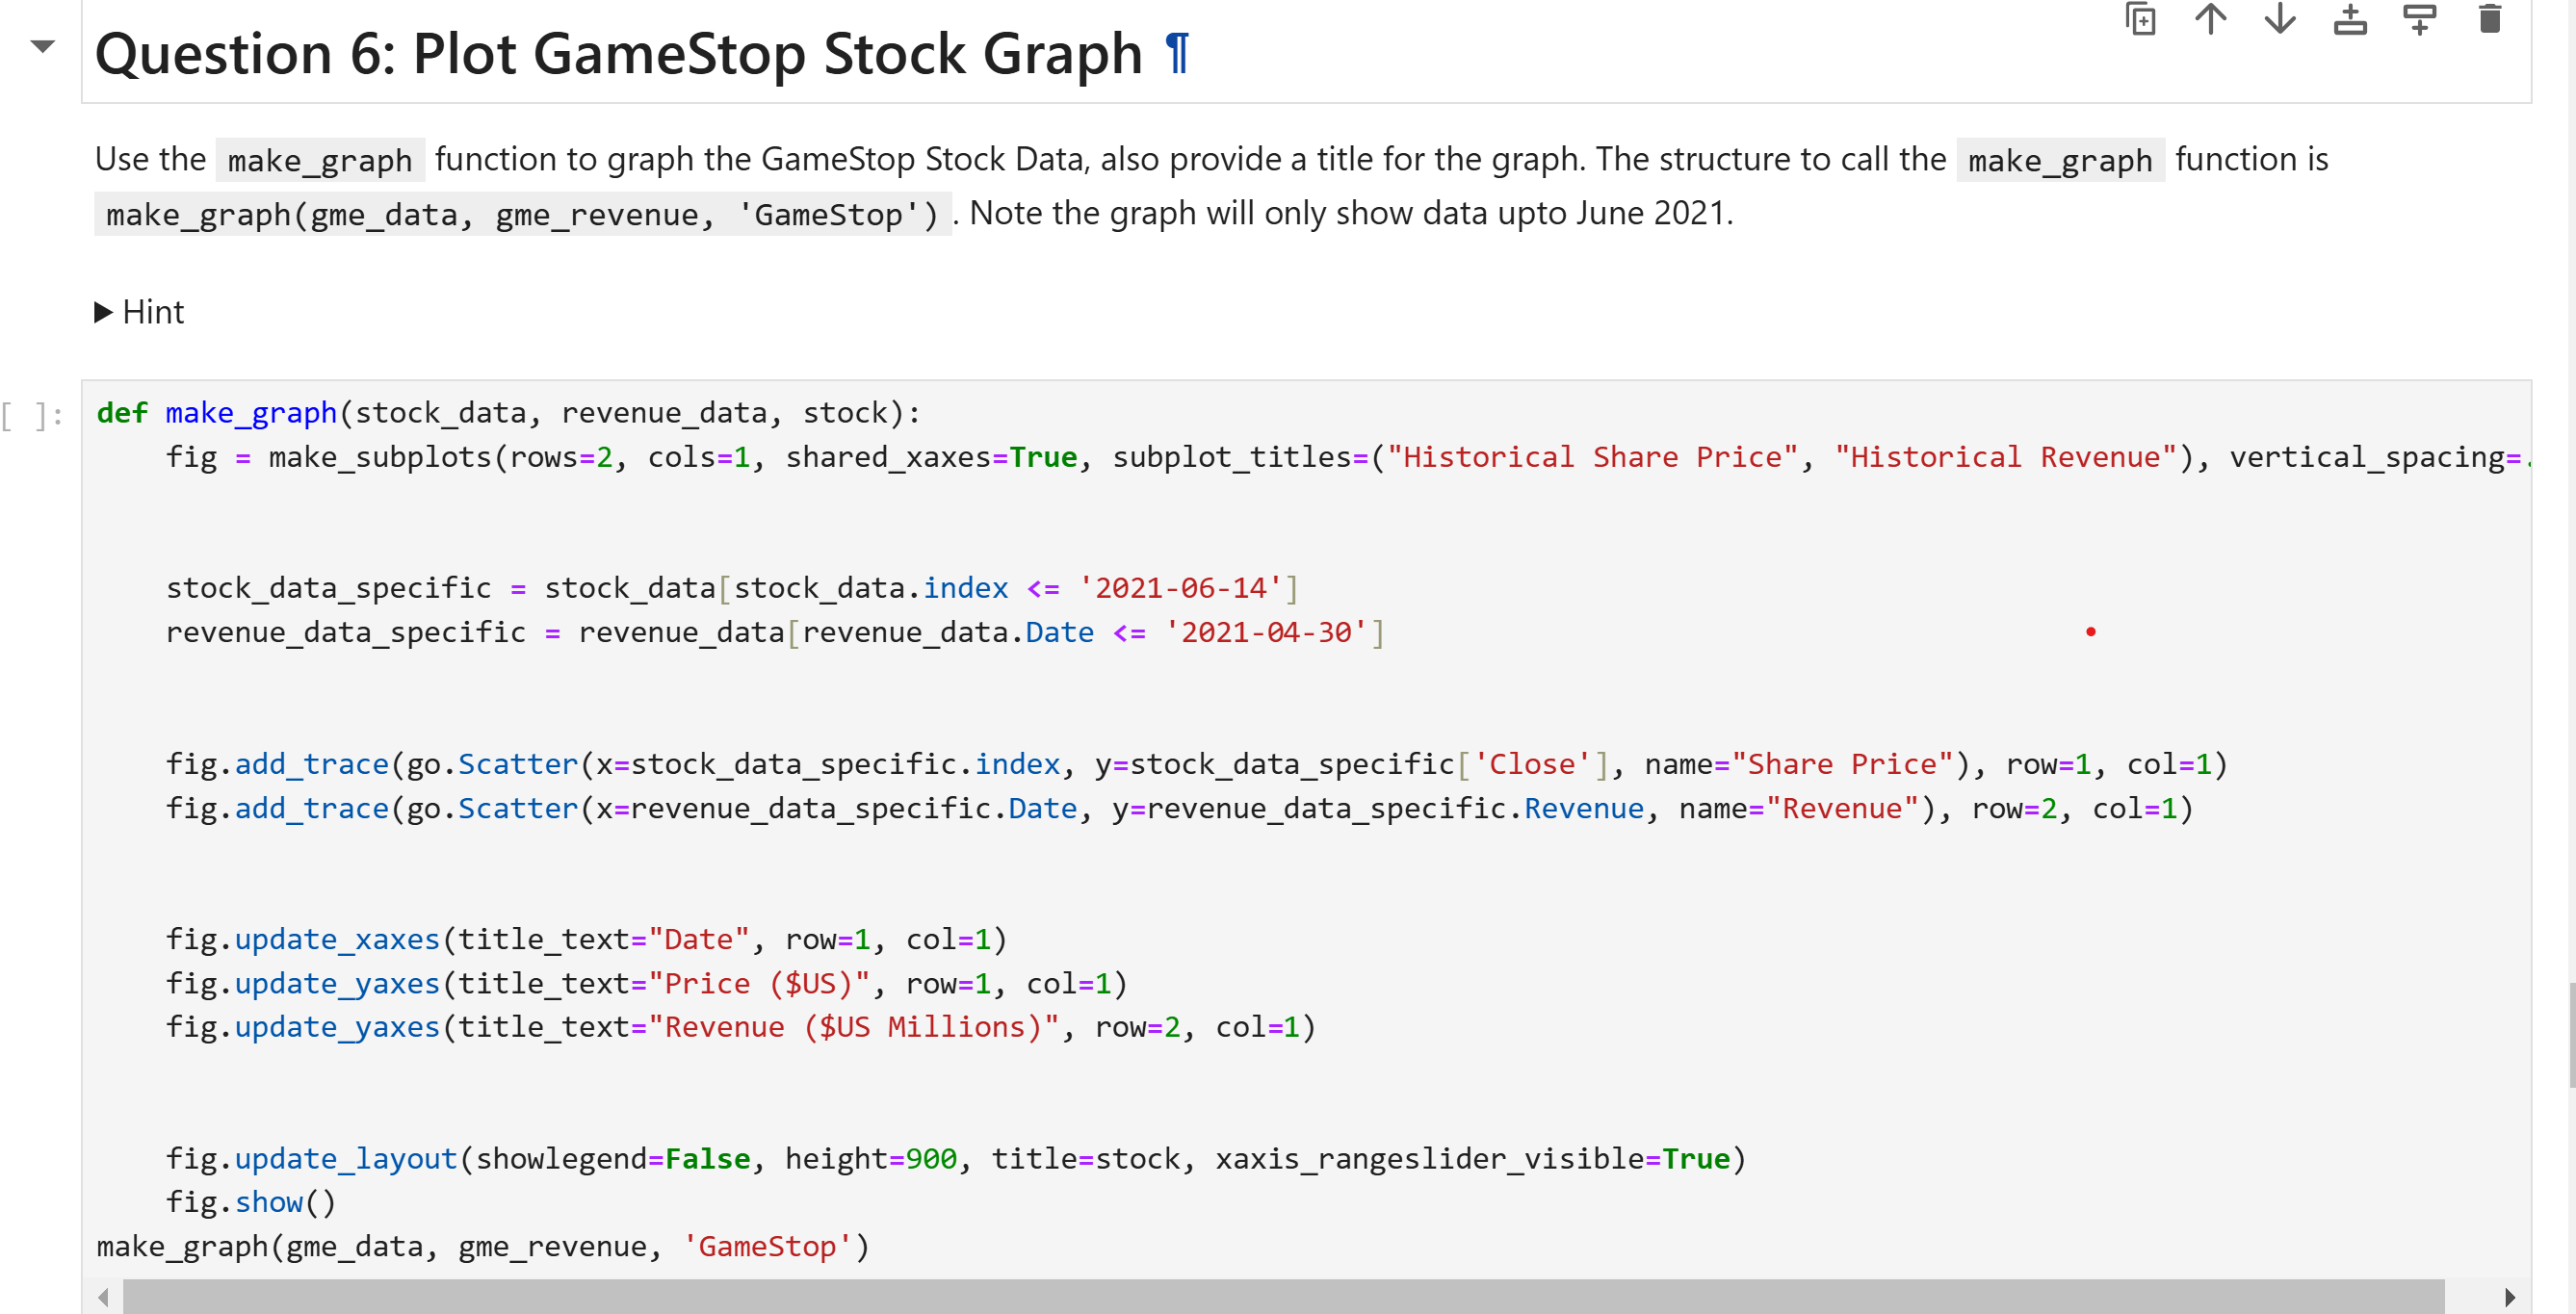 Question 6: Plot GameStop Stock Graph ¶
Use the make_graph function to graph the GameStop Stock Data, also provide a title for the graph. The structure to call the make_graph function is
make_graph(gme_data, gme_revenue, 'GameStop') . Note the graph will only show data upto June 2021.
▶ Hint
[ ]:
def make_graph(stock_data, revenue_data, stock):
    fig = make_subplots(rows=2, cols=1, shared_xaxes=True, subplot_titles=("Historical Share Price", "Historical Revenue"), vertical_spacing=.
    stock_data_specific = stock_data[stock_data.index <= '2021-06-14']
    revenue_data_specific = revenue_data[revenue_data.Date <= '2021-04-30']
    fig.add_trace(go.Scatter(x=stock_data_specific.index, y=stock_data_specific['Close'], name="Share Price"), row=1, col=1)
    fig.add_trace(go.Scatter(x=revenue_data_specific.Date, y=revenue_data_specific.Revenue, name="Revenue"), row=2, col=1)
    fig.update_xaxes(title_text="Date", row=1, col=1)
    fig.update_yaxes(title_text="Price ($US)", row=1, col=1)
    fig.update_yaxes(title_text="Revenue ($US Millions)", row=2, col=1)
    fig.update_layout(showlegend=False, height=900, title=stock, xaxis_rangeslider_visible=True)
    fig.show()
make_graph(gme_data, gme_revenue, 'GameStop')